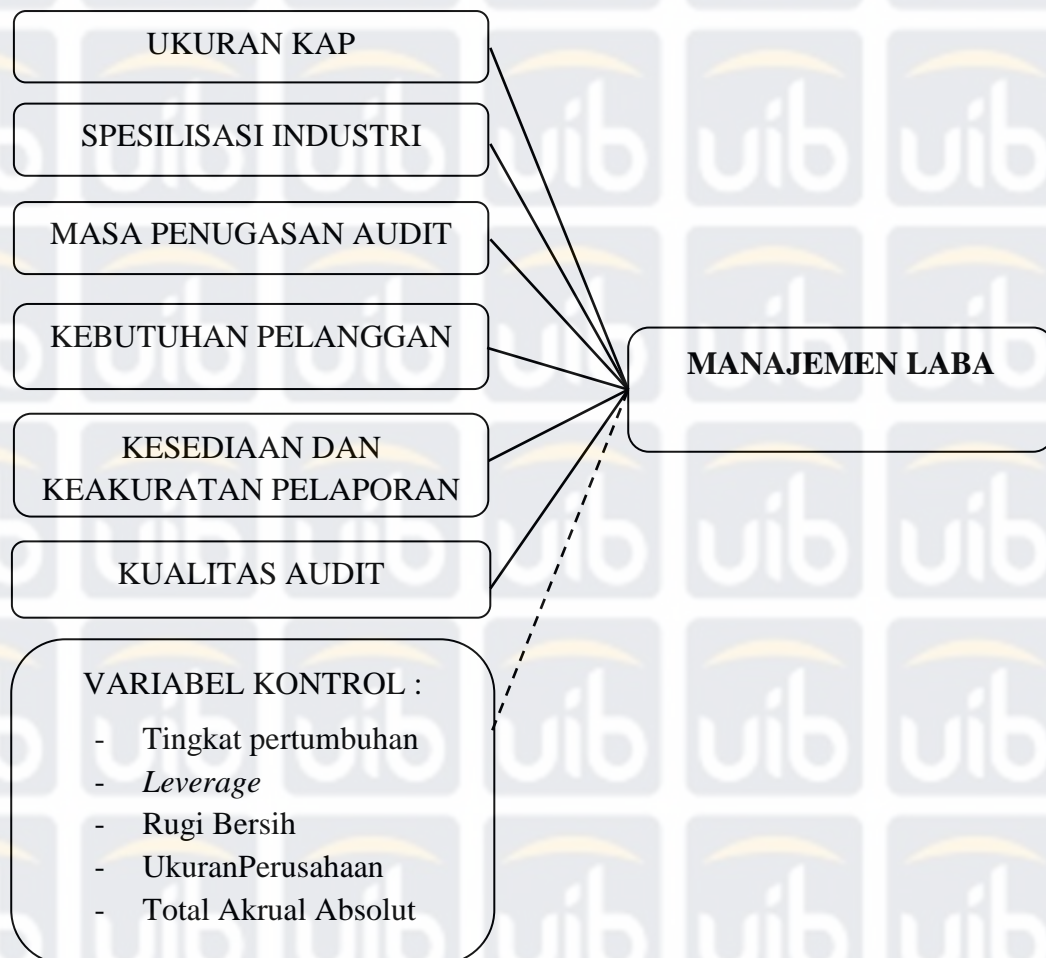 UKURAN KAP
SPESILISASI INDUSTRI
MASA PENUGASAN AUDIT
KEBUTUHAN PELANGGAN
MANAJEMEN LABA
KESEDIAAN DAN
KEAKURATAN PELAPORAN
KUALITAS AUDIT
VARIABEL KONTROL :
- Tingkat pertumbuhan
- Leverage
- Rugi Bersih
- UkuranPerusahaan
- Total Akrual Absolut
uib